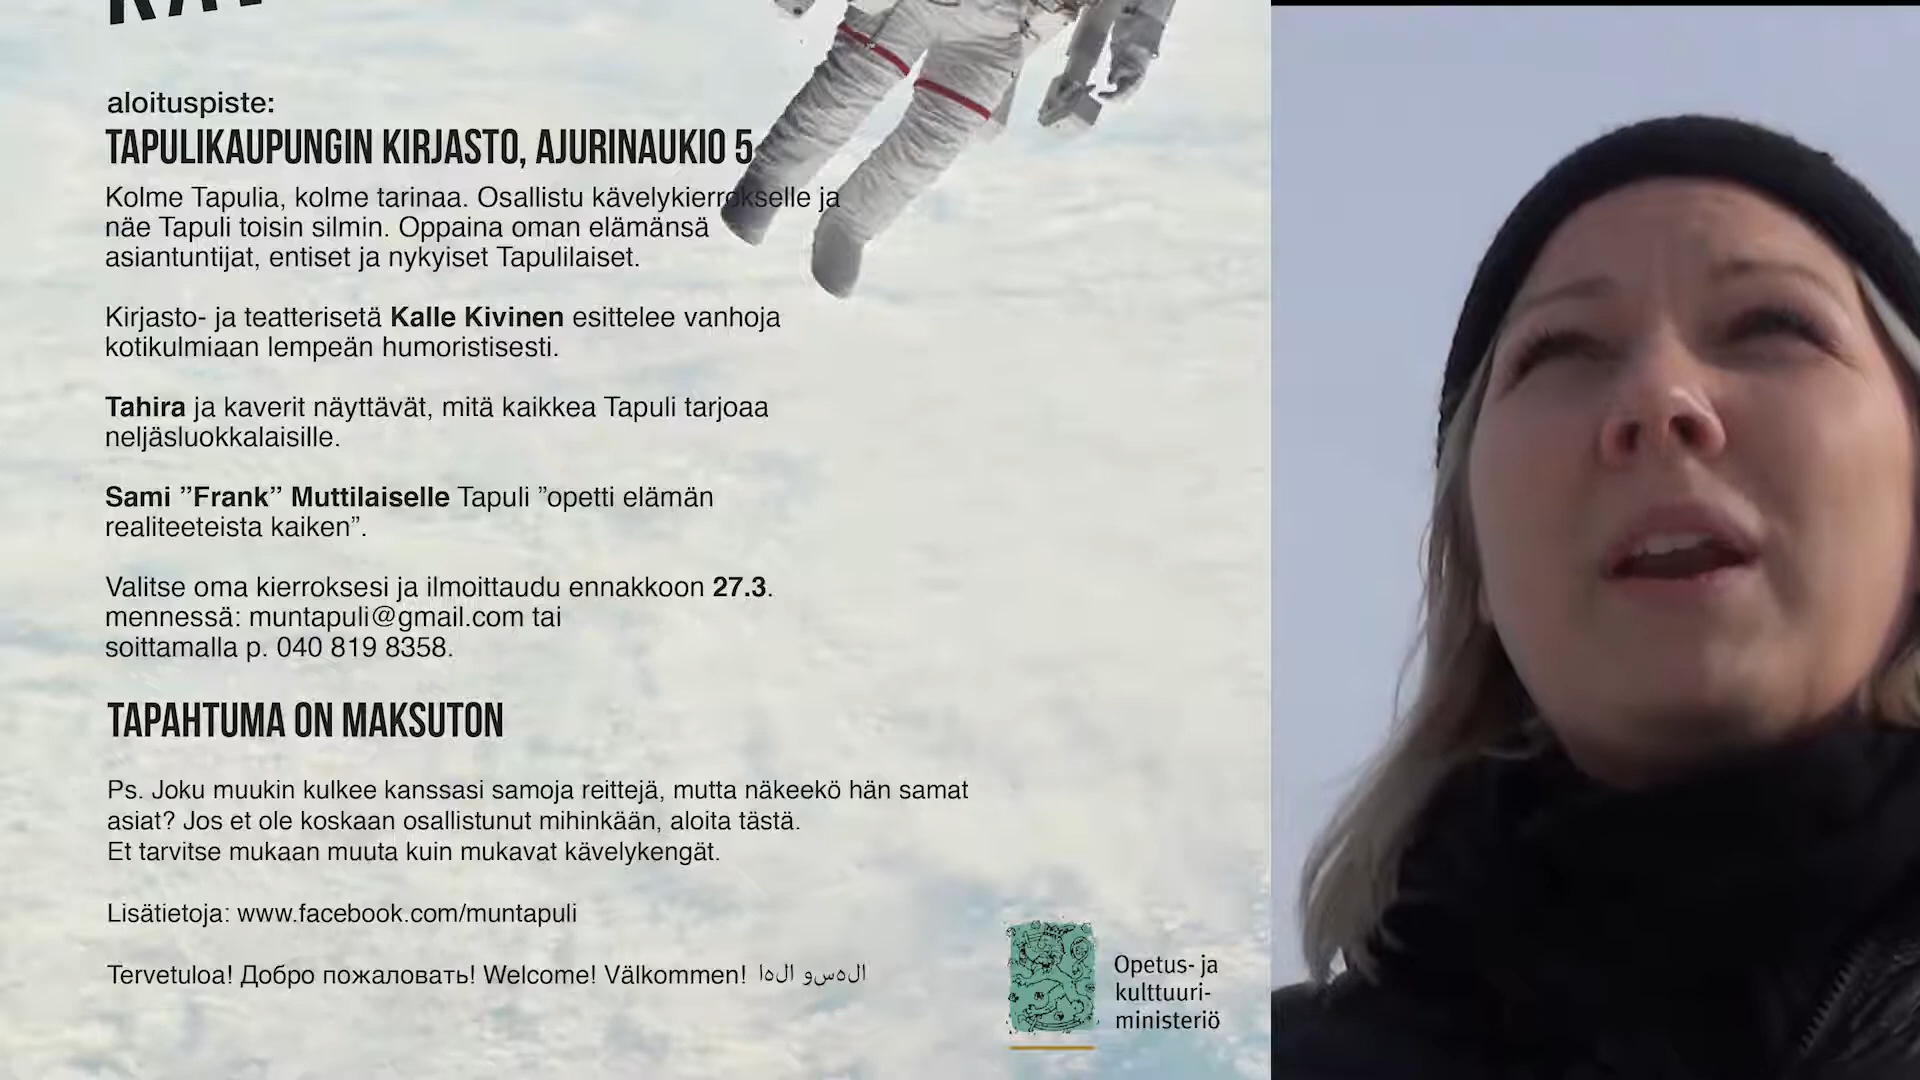 aloituspiste:
TAPULIKAUPUNGIN KIRJASTO, AJURINAUKIO 5
Kolme Tapulia, kolme tarinaa. Osallistu kävelykierrokselle ja
näe Tapuli toisin silmin. Oppaina oman elämänsä
asiantuntijat, entiset ja nykyiset Tapulilaiset.
Kirjasto- ja teatterisetä Kalle Kivinen esittelee vanhoja
kotikulmiaan lempeän humoristisesti.
Tahira ja kaverit näyttävät, mitä kaikkea Tapuli tarjoaa
neljäsluokkalaisille.
Sami ”Frank” Muttilaiselle Tapuli ”opetti elämän
realiteeteista kaiken”.
Valitse oma kierroksesi ja ilmoittaudu ennakkoon 27.3.
mennessä: muntapuli@gmail.com tai
soittamalla p. 040 819 8358.
TAPAHTUMA ON MAKSUTON
Ps. Joku muukin kulkee kanssasi samoja reittejä, mutta näkeekö hän samat
asiat? Jos et ole koskaan osallistunut mihinkään, aloita tästä.
Et tarvitse mukaan muuta kuin mukavat kävelykengät.
Lisätietoja: www.facebook.com/muntapuli
Tervetuloa! Добро пожаловать! Welcome! Välkommen!
Opetus- ja
kulttuuri-
ministeriö